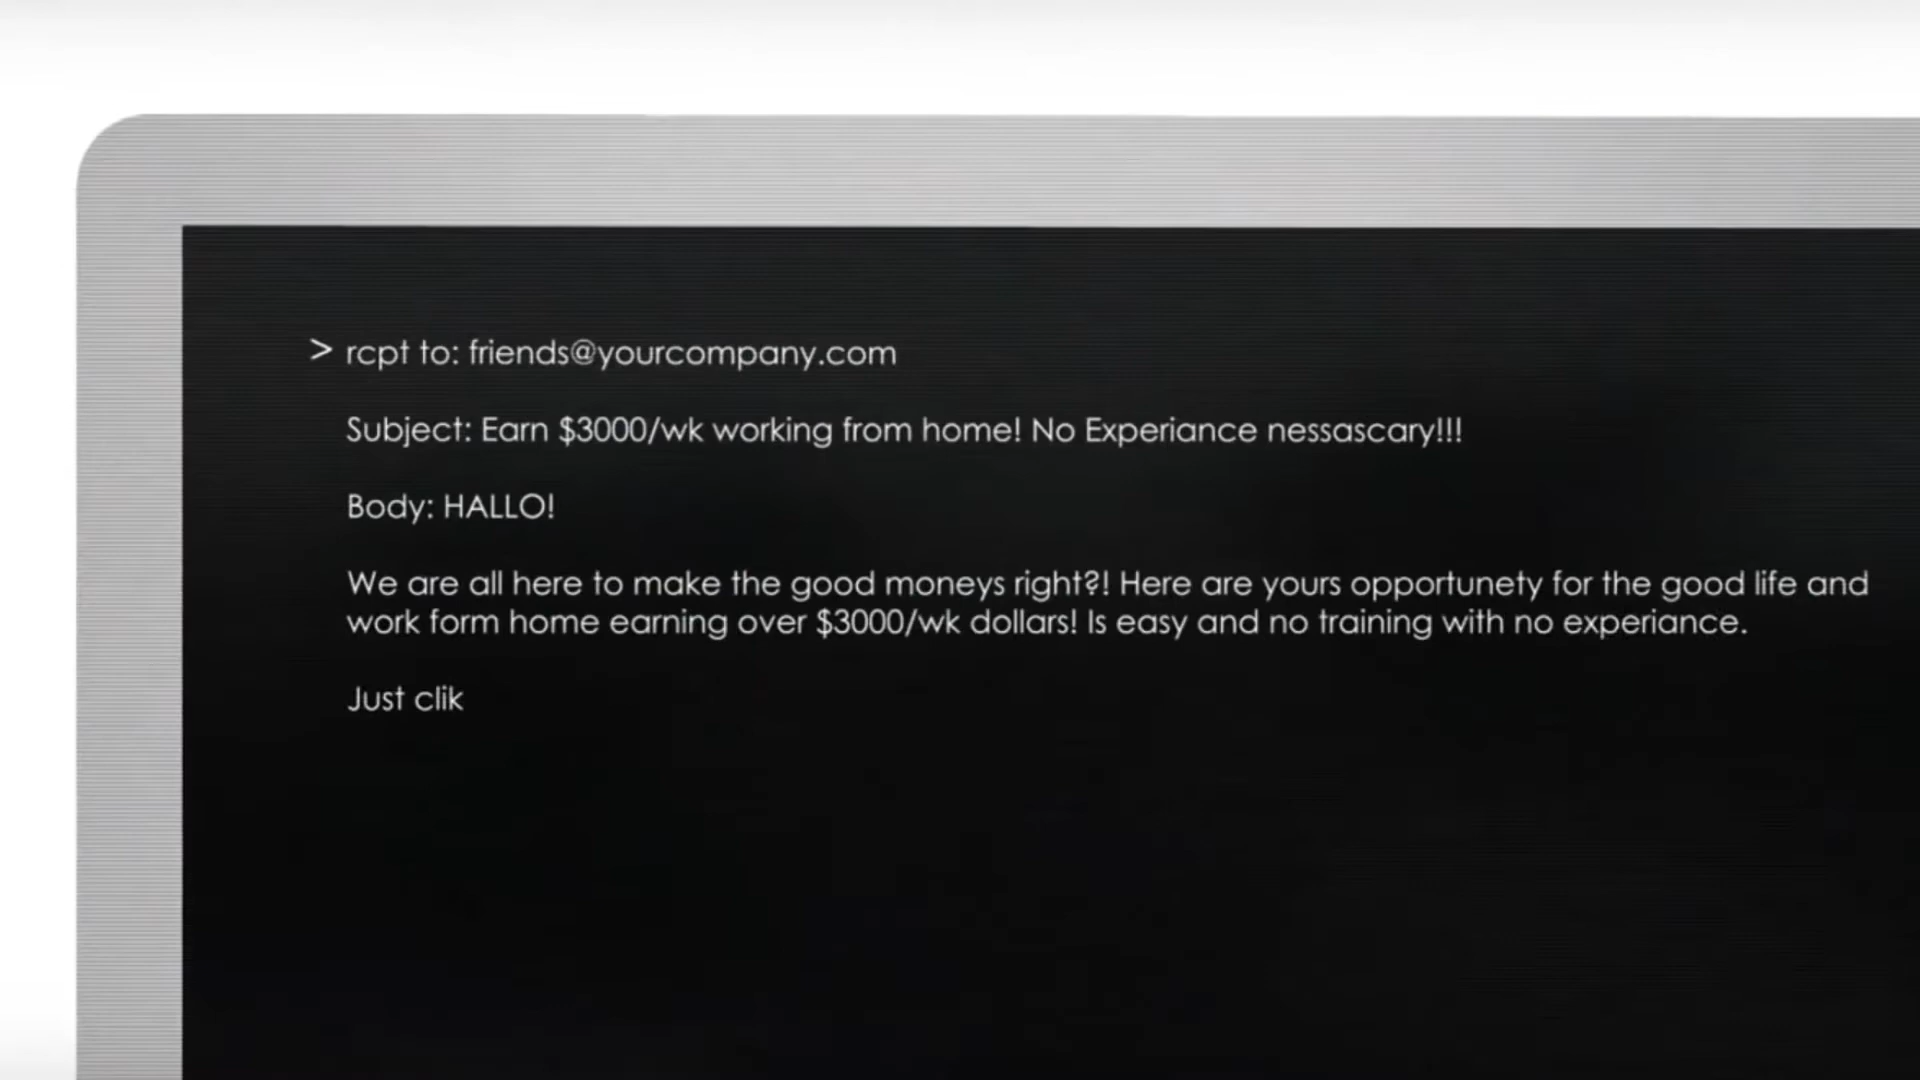 > rcpt to: friends@yourcompany.com
Subject: Earn $3000/wk working from home! No Experiance nessascary!!!
Body: HALLO!
We are all here to make the good moneys right?! Here are yours opportunety for the good life and
work form home earning over $3000/wk dollars! Is easy and no training with no experiance.
Just clik